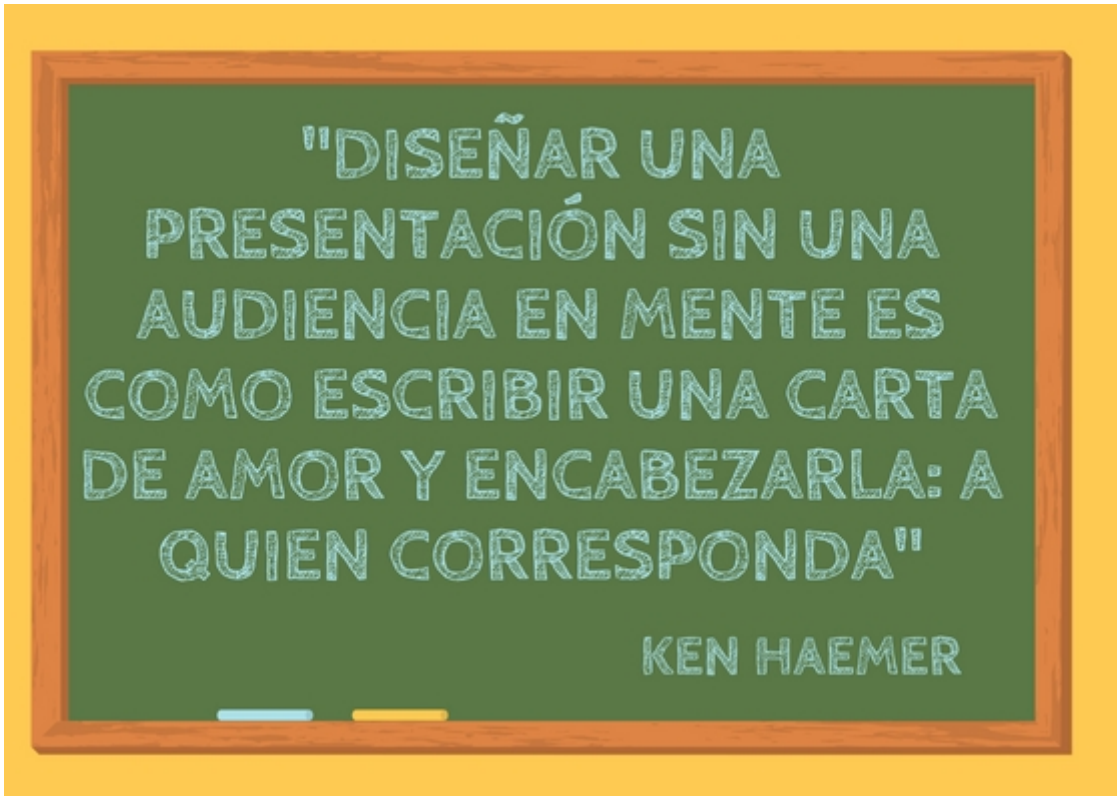 "DISEÑAR UNA
PRESENTACIÓN SIN UNA
AUDIENCIA EN MENTE ES
COMO ESCRIBIR UNA CARTA
DE AMOR Y ENCABEZARLA: A
QUIEN CORRESPONDA"
KEN HAEMER